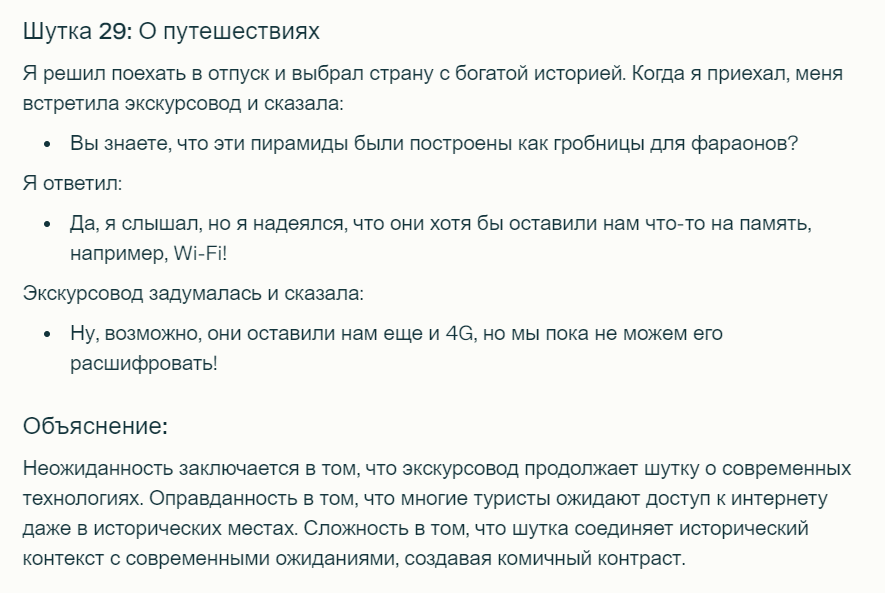 Шутка 29: О путешествиях
Я решил поехать в отпуск и выбрал страну с богатой историей. Когда я приехал, меня
встретила экскурсовод и сказала:
• Вы знаете, что эти пирамиды были построены как гробницы для фараонов?
Я ответил:
• Да, я слышал, но я надеялся, что они хотя бы оставили нам что-то на память,
например, Wi-Fi!
Экскурсовод задумалась и сказала:
• Ну, возможно, они оставили нам еще и 4G, но мы пока не можем его
расшифровать!
Объяснение:
Неожиданность заключается в том, что экскурсовод продолжает шутку о современных
технологиях. Оправданность в том, что многие туристы ожидают доступ к интернету
даже в исторических местах. Сложность в том, что шутка соединяет исторический
контекст с современными ожиданиями, создавая комичный контраст.